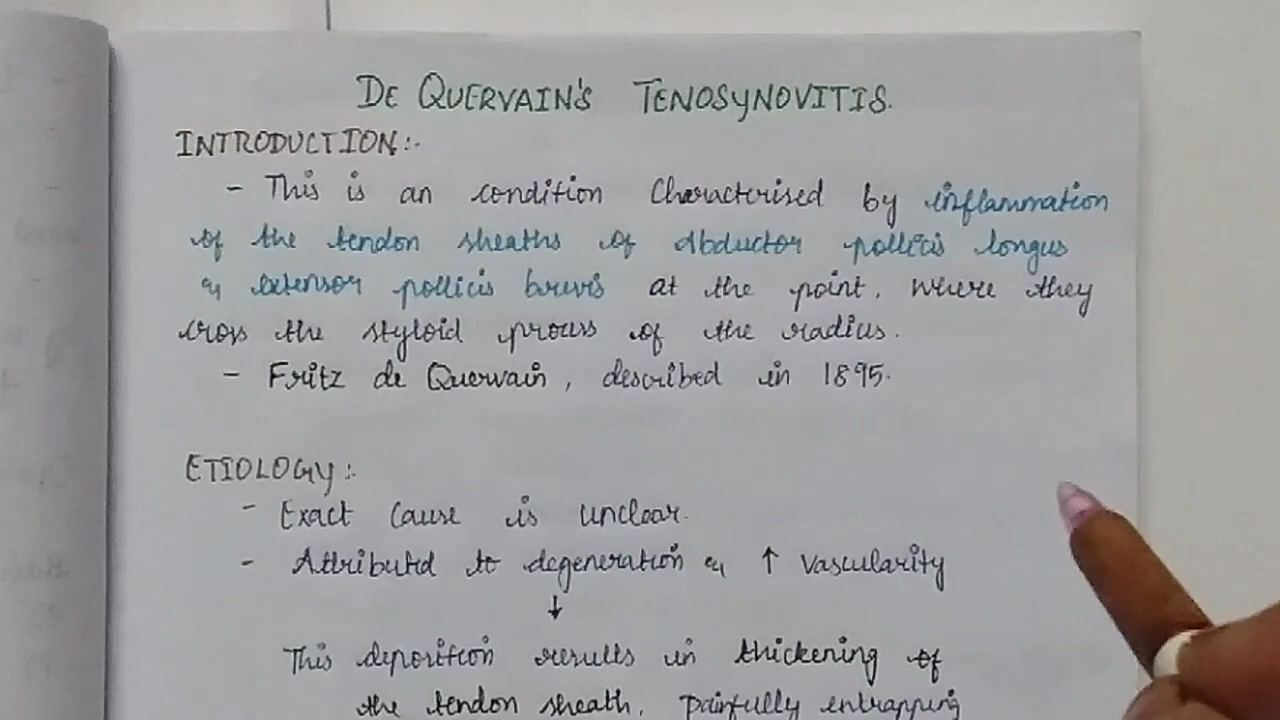 DE QUERVAIN'S TENOSYNOVITIS.
INTRODUCTION:-
- This is an condition Characterised by inflammation
of the tendon sheaths of abductor pollicis longus
& extensor pollicis brevis at the point, where they
cross the styloid process of the radius.
- Fritz de Quervain, described in 1895.
ETIOLOGY:-
- Exact cause is unclear.
- Attributed to degeneration & ↑ vascularity
↓
This deposition results in thickening of
the tendon sheath, painfully entrapping